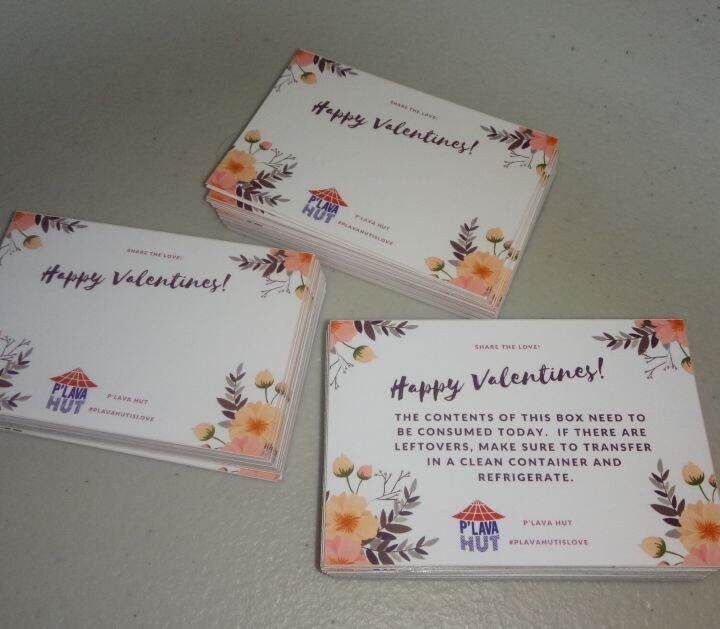 SHARE THE LOVE!
Happy Valentines!
P'LAVA
HUT
P'LAVA HUT
#PLAVAHUTISLOVE
SHARE THE LOVE!
Happy Valentines!
P'LAVA
HUT
P'LAVA HUT
#PLAVAHUTISLOVE
SHARE THE LOVE!
Happy Valentines!
THE CONTENTS OF THIS BOX NEED TO
BE CONSUMED TODAY. IF THERE ARE
LEFTOVERS, MAKE SURE TO TRANSFER
IN A CLEAN CONTAINER AND
REFRIGERATE.
P'LAVA
HUT
P'LAVA HUT
#PLAVAHUTISLOVE